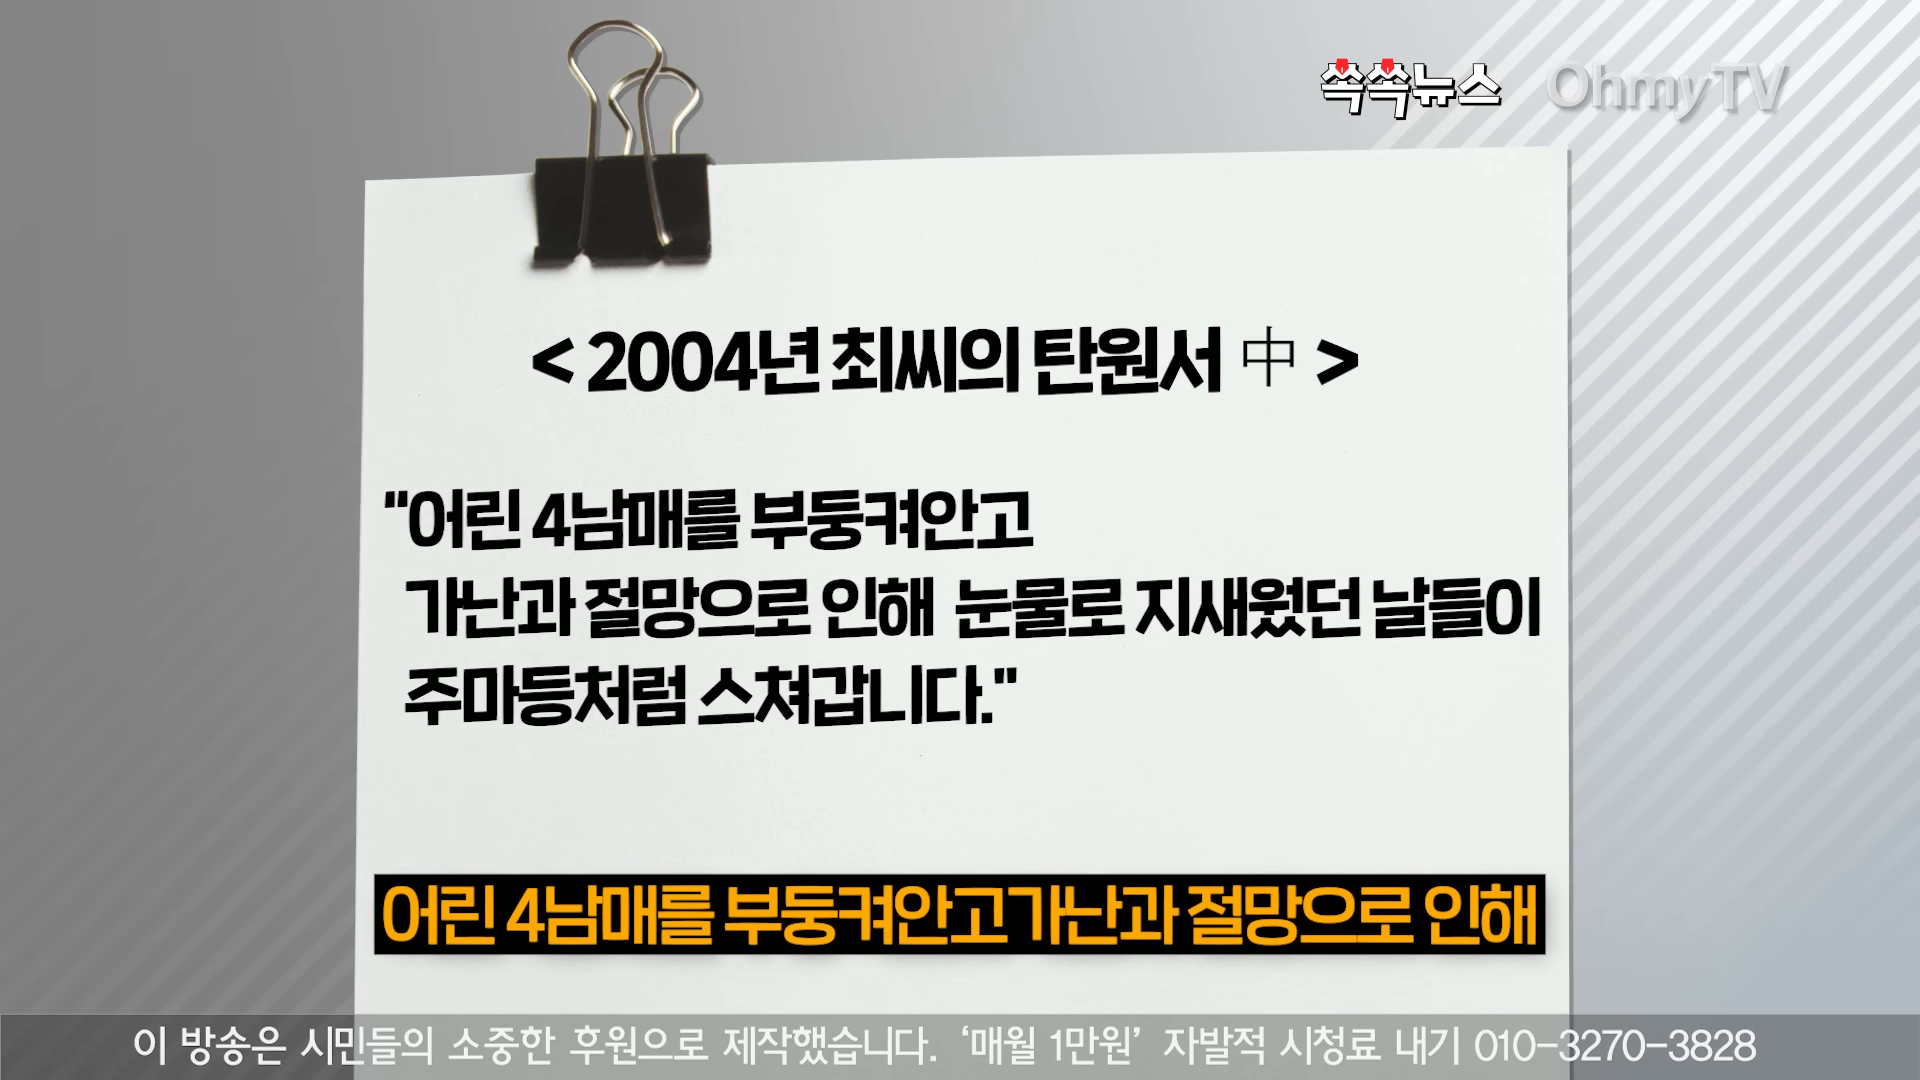 쏙쏙뉴스 OhmyTV
< 2004년 최씨의 탄원서 中 >
“어린 4남매를 부둥켜안고
가난과 절망으로 인해 눈물로 지새웠던 날들이
주마등처럼 스쳐갑니다.”
어린 4남매를 부둥켜안고가난과 절망으로 인해
이 방송은 시민들의 소중한 후원으로 제작했습니다. ‘매월 1만원’ 자발적 시청료 내기 010-3270-3828